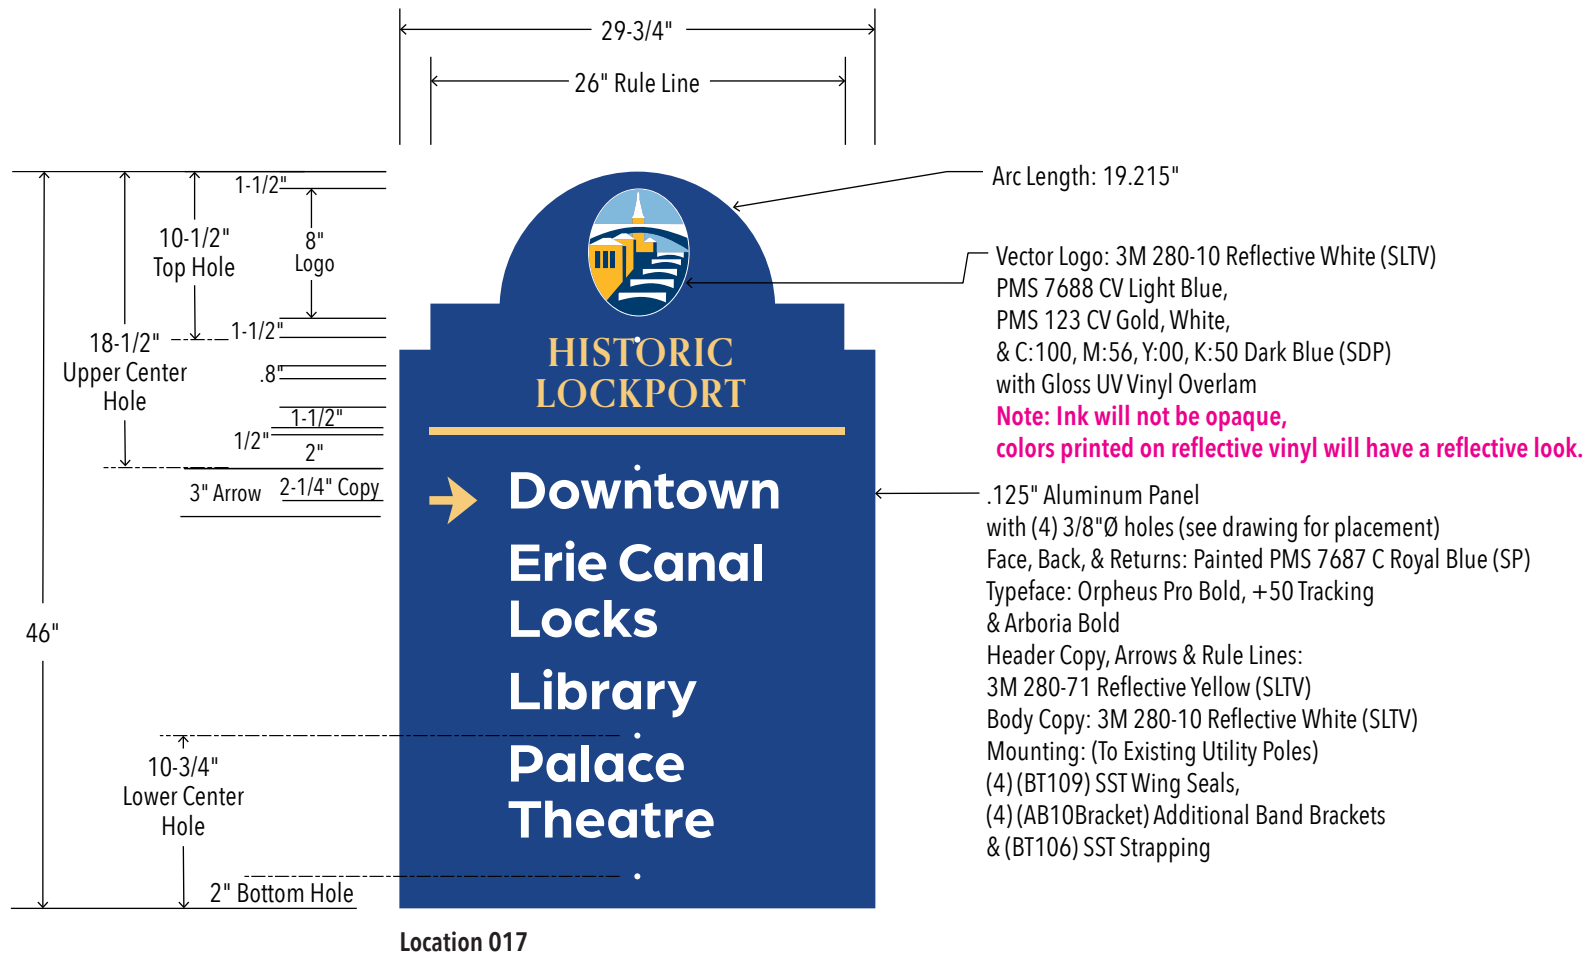 29-3/4"
26" Rule Line
1-1/2"
10-1/2"
Top Hole
8"
Logo
18-1/2"
Upper Center
Hole
1-1/2"
.8"
1-1/2"
1/2"
2"
3" Arrow
2-1/4" Copy
46"
10-3/4"
Lower Center
Hole
2" Bottom Hole
HISTORIC
LOCKPORT
Downtown
Erie Canal
Locks
Library
Palace
Theatre
Location 017
Arc Length: 19.215"
Vector Logo: 3M 280-10 Reflective White (SLTV)
PMS 7688 CV Light Blue,
PMS 123 CV Gold, White,
& C:100, M:56, Y:00, K:50 Dark Blue (SDP)
with Gloss UV Vinyl Overlam
Note: Ink will not be opaque,
colors printed on reflective vinyl will have a reflective look.
.125" Aluminum Panel
with (4) 3/8"Ø holes (see drawing for placement)
Face, Back, & Returns: Painted PMS 7687 C Royal Blue (SP)
Typeface: Orpheus Pro Bold, +50 Tracking
& Arboria Bold
Header Copy, Arrows & Rule Lines:
3M 280-71 Reflective Yellow (SLTV)
Body Copy: 3M 280-10 Reflective White (SLTV)
Mounting: (To Existing Utility Poles)
(4) (BT109) SST Wing Seals,
(4) (AB10Bracket) Additional Band Brackets
& (BT106) SST Strapping